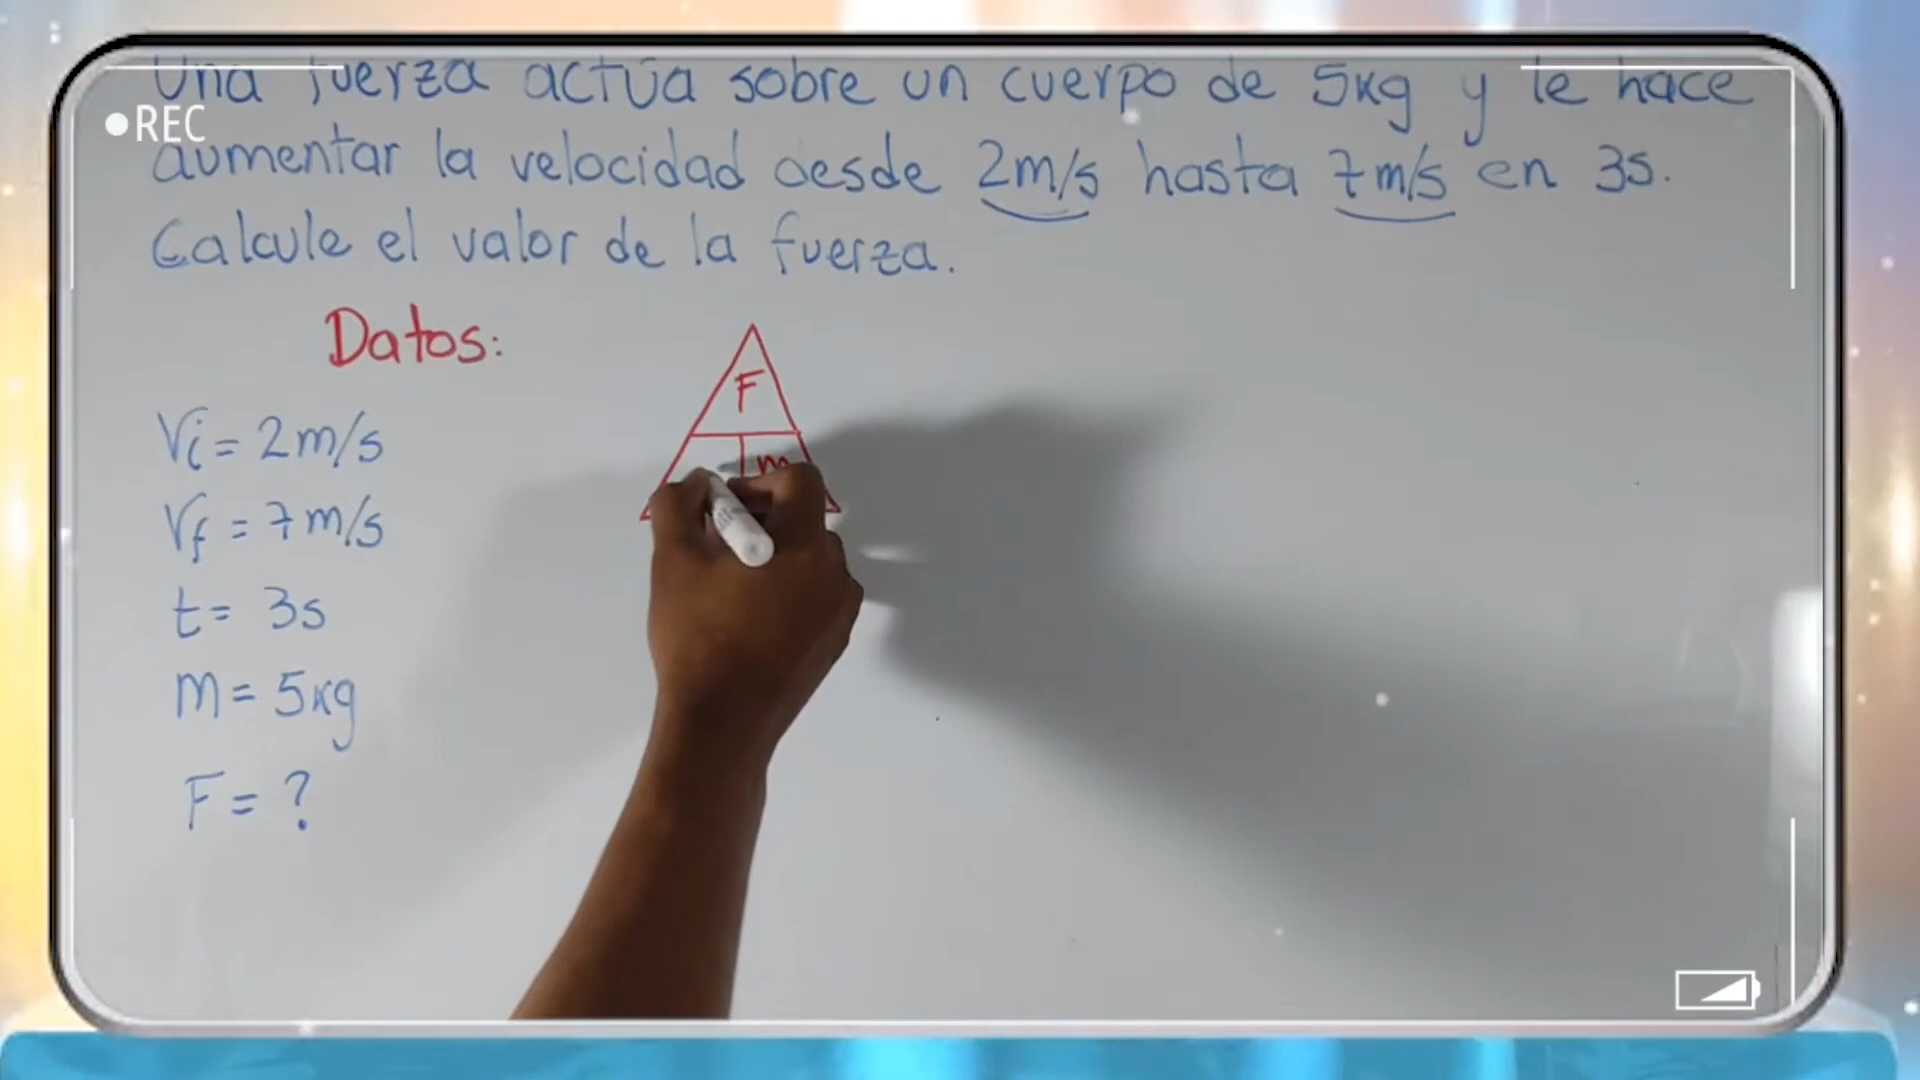 Una fuerza actúa sobre un cuerpo de 5kg y le hace
REC
aumentar la velocidad desde 2m/s hasta 7m/s en 3s.
Calcule el valor de la fuerza.
Datos:
Vi = 2m/s
Vf = 7m/s
t = 3s
m = 5kg
F = ?
F
m